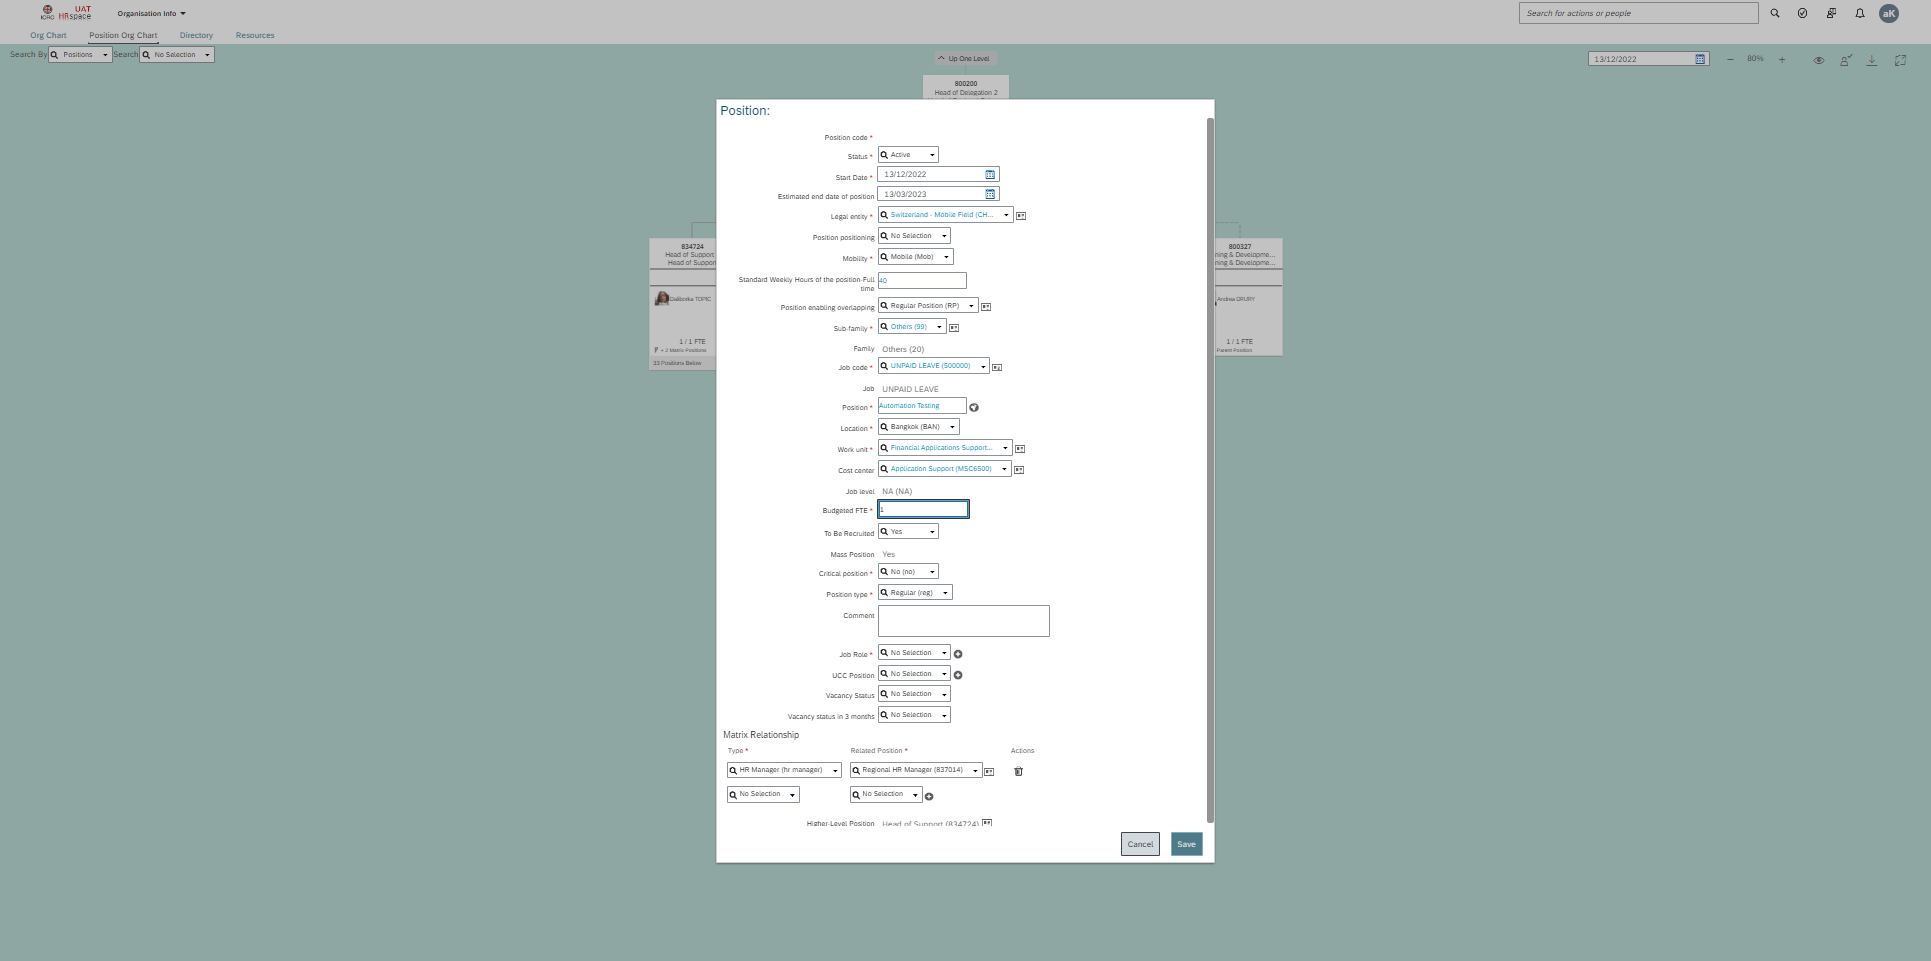 ICRC
UAT
HRspace
Organisation Info
Search for actions or people
aK
Org Chart
Position Org Chart
Directory
Resources
Search By
Positions
Search
No Selection
Up One Level
13/12/2022
80%
800200
Head of Delegation 2
834724
Head of Support
Head of Suppor
Daliborka TOPIC
1 / 1 FTE
+ 2 Matrix Positions
33 Positions Below
800327
ning & Developme...
ning & Developme...
Andrea DRURY
1 / 1 FTE
Parent Position
Position:
Position code *
Status * Active
Start Date * 13/12/2022
Estimated end date of position 13/03/2023
Legal entity * Switzerland - Mobile Field (CH...
Position positioning No Selection
Mobility * Mobile (Mob)
Standard Weekly Hours of the position-Full
time
40
Position enabling overlapping Regular Position (RP)
Sub-family * Others (99)
Family Others (20)
Job code * UNPAID LEAVE (500000)
Job UNPAID LEAVE
Position * Automation Testing
Location * Bangkok (BAN)
Work unit * Financial Applications Support...
Cost center Application Support (MSC6500)
Job level NA (NA)
Budgeted FTE * 1
To Be Recruited Yes
Mass Position Yes
Critical position * No (no)
Position type * Regular (reg)
Comment
Job Role * No Selection
UCC Position No Selection
Vacancy Status No Selection
Vacancy status in 3 months No Selection
Matrix Relationship
Type * Related Position * Actions
HR Manager (hr manager) Regional HR Manager (837014)
No Selection No Selection
Higher-Level Position Head of Support (834724)
Cancel Save